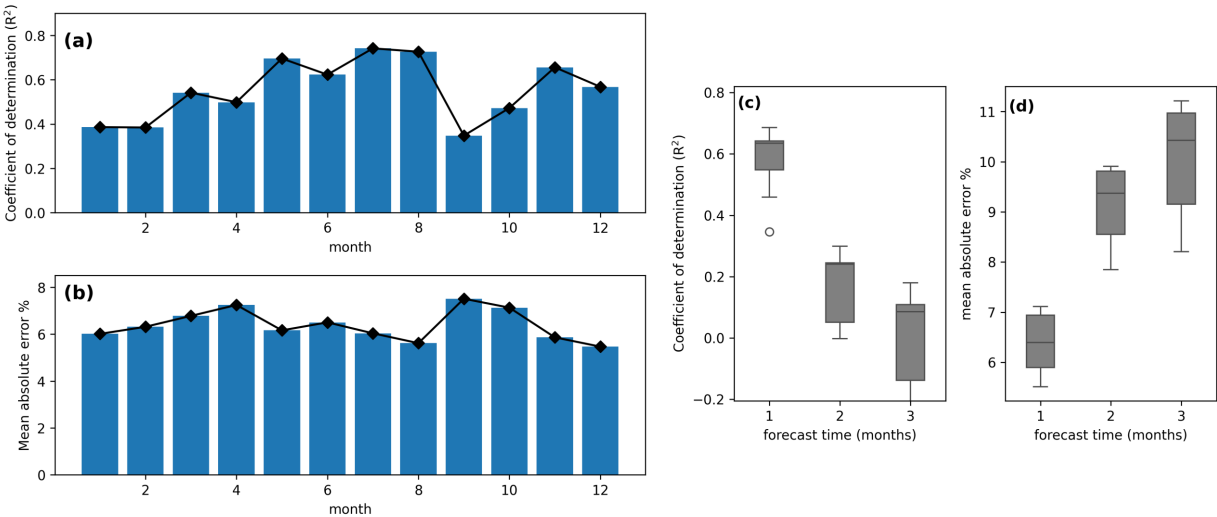 (a)
Coefficient of determination (R²)
0.8
0.6
0.4
0.2
0.0
2 4 6 8 10 12
month
(b)
Mean absolute error %
8
6
4
2
0
2 4 6 8 10 12
month
(c)
Coefficient of determination (R²)
0.8
0.6
0.4
0.2
0.0
−0.2
1 2 3
forecast time (months)
(d)
mean absolute error %
11
10
9
8
7
6
1 2 3
forecast time (months)